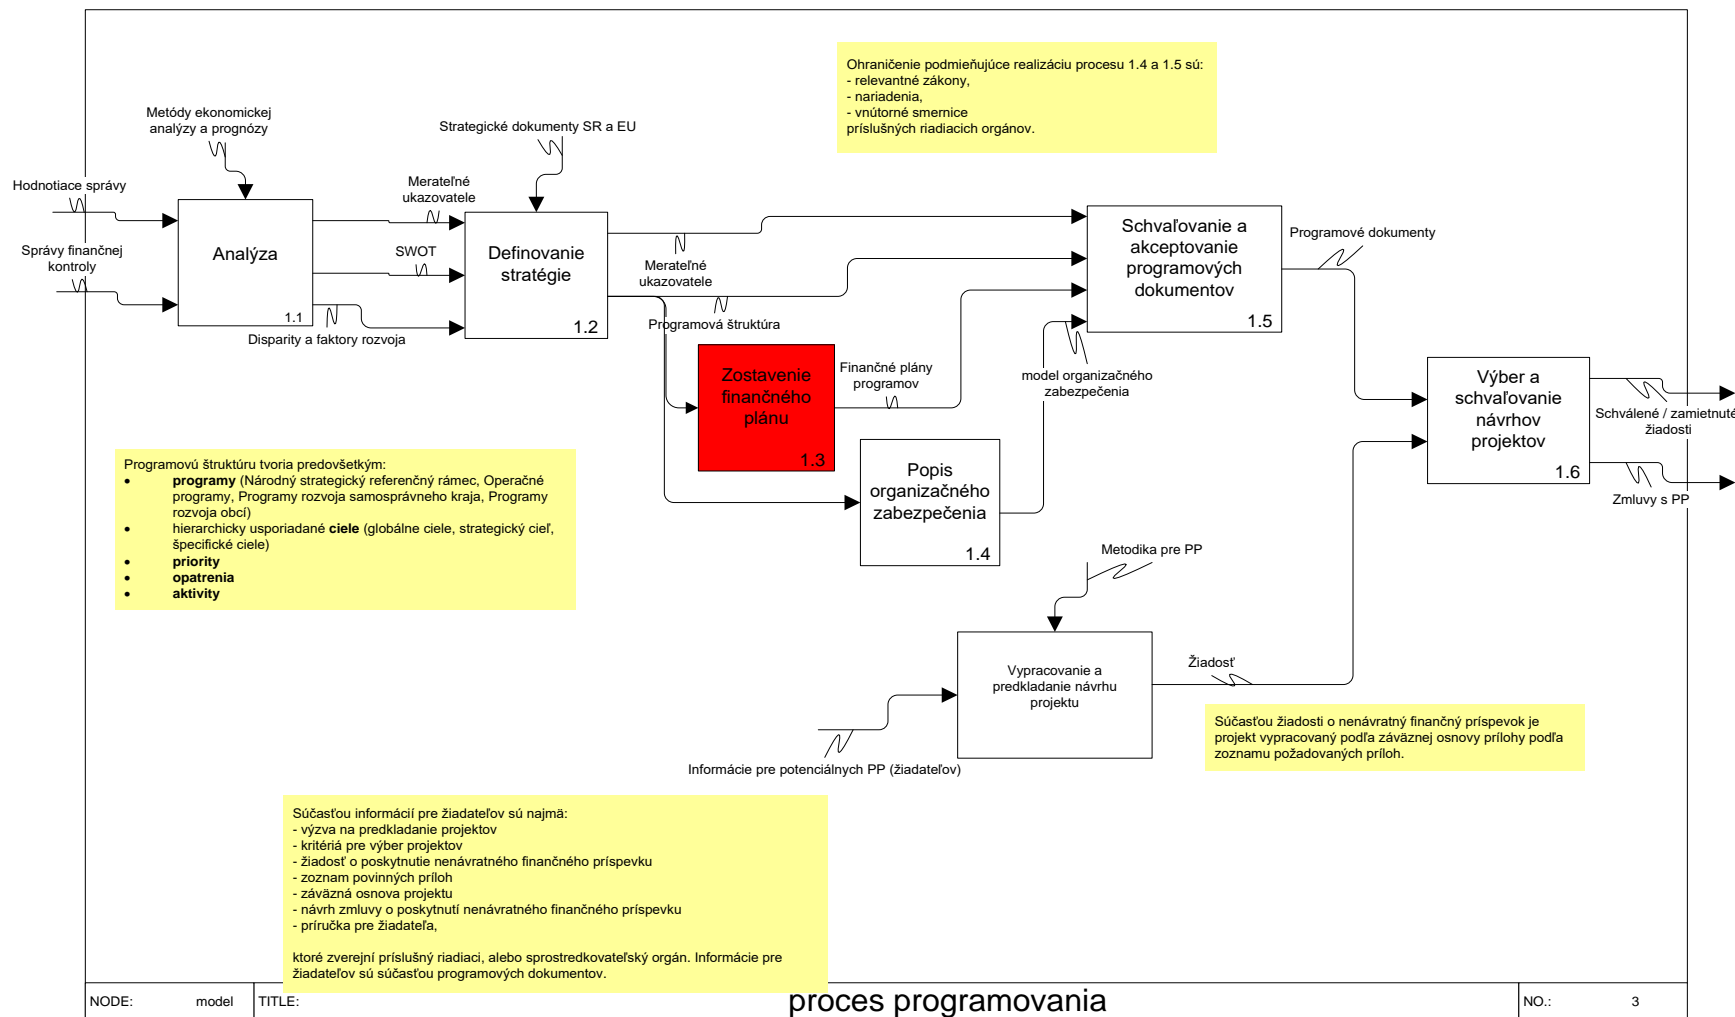 Ohraničenie podmieňujúce realizáciu procesu 1.4 a 1.5 sú:
- relevantné zákony,
- nariadenia,
- vnútorné smernice
príslušných riadiacich orgánov.
Metódy ekonomickej
analýzy a prognózy
Strategické dokumenty SR a EU
Hodnotiace správy
Správy finančnej
kontroly
Analýza
1.1
Merateľné
ukazovatele
SWOT
Disparity a faktory rozvoja
Definovanie
stratégie
1.2
Merateľné
ukazovatele
Programová štruktúra
Schvaľovanie a
akceptovanie
programových
dokumentov
1.5
Programové dokumenty
Zostavenie
finančného
plánu
1.3
Finančné plány
programov
model organizačného
zabezpečenia
Popis
organizačného
zabezpečenia
1.4
Výber a
schvaľovanie
návrhov
projektov
1.6
Schválené / zamietnuté
žiadosti
Zmluvy s PP
Programovú štruktúru tvoria predovšetkým:
• programy (Národný strategický referenčný rámec, Operačné
programy, Programy rozvoja samosprávneho kraja, Programy
rozvoja obcí)
• hierarchicky usporiadané ciele (globálne ciele, strategický cieľ,
špecifické ciele)
• priority
• opatrenia
• aktivity
Metodika pre PP
Vypracovanie a
predkladanie návrhu
projektu
Žiadosť
Informácie pre potenciálnych PP (žiadateľov)
Súčasťou žiadosti o nenávratný finančný príspevok je
projekt vypracovaný podľa záväznej osnovy prílohy podľa
zoznamu požadovaných príloh.
Súčasťou informácií pre žiadateľov sú najmä:
- výzva na predkladanie projektov
- kritériá pre výber projektov
- žiadosť o poskytnutie nenávratného finančného príspevku
- zoznam povinných príloh
- záväzná osnova projektu
- návrh zmluvy o poskytnutí nenávratného finančného príspevku
- príručka pre žiadateľa,
ktoré zverejní príslušný riadiaci, alebo sprostredkovateľský orgán. Informácie pre
žiadateľov sú súčasťou programových dokumentov.
NODE: model TITLE: proces programovania NO.: 3